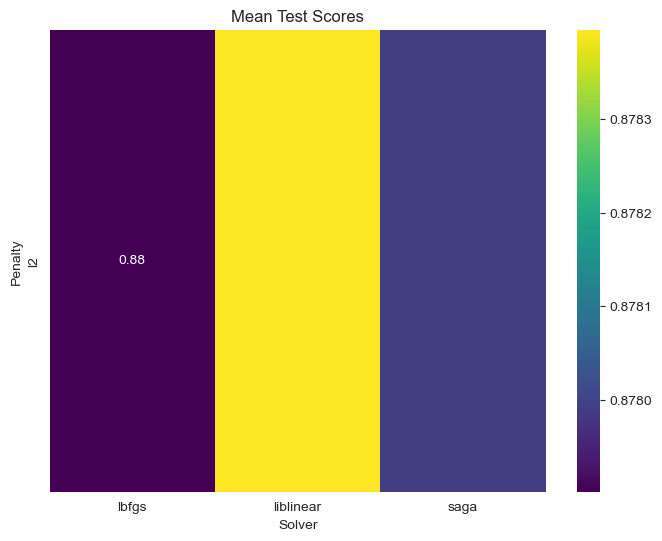 Mean Test Scores
0.8783
0.8782
0.8781
0.8780
Penalty
l2
0.88
lbfgs liblinear saga
Solver